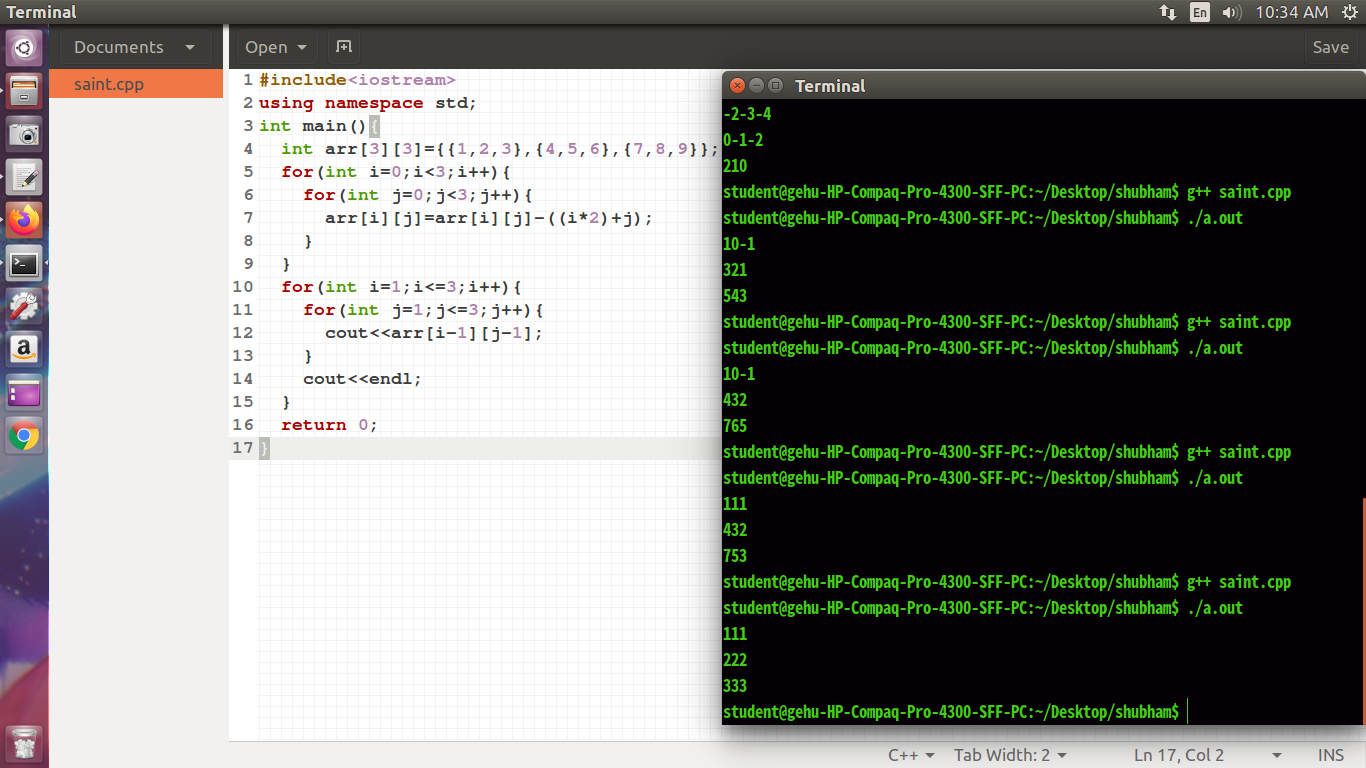 Terminal
En
10:34 AM
Documents
Open
Save
saint.cpp
1 #include<iostream>
2 using namespace std;
3 int main(){
4   int arr[3][3]={{1,2,3},{4,5,6},{7,8,9}};
5   for(int i=0;i<3;i++){
6     for(int j=0;j<3;j++){
7       arr[i][j]=arr[i][j]-((i*2)+j);
8     }
9   }
10   for(int i=1;i<=3;i++){
11     for(int j=1;j<=3;j++){
12       cout<<arr[i-1][j-1];
13     }
14     cout<<endl;
15   }
16   return 0;
17 }
Terminal
-2-3-4
0-1-2
210
student@gehu-HP-Compaq-Pro-4300-SFF-PC:~/Desktop/shubham$ g++ saint.cpp
student@gehu-HP-Compaq-Pro-4300-SFF-PC:~/Desktop/shubham$ ./a.out
10-1
321
543
student@gehu-HP-Compaq-Pro-4300-SFF-PC:~/Desktop/shubham$ g++ saint.cpp
student@gehu-HP-Compaq-Pro-4300-SFF-PC:~/Desktop/shubham$ ./a.out
10-1
432
765
student@gehu-HP-Compaq-Pro-4300-SFF-PC:~/Desktop/shubham$ g++ saint.cpp
student@gehu-HP-Compaq-Pro-4300-SFF-PC:~/Desktop/shubham$ ./a.out
111
432
753
student@gehu-HP-Compaq-Pro-4300-SFF-PC:~/Desktop/shubham$ g++ saint.cpp
student@gehu-HP-Compaq-Pro-4300-SFF-PC:~/Desktop/shubham$ ./a.out
111
222
333
student@gehu-HP-Compaq-Pro-4300-SFF-PC:~/Desktop/shubham$
C++
Tab Width: 2
Ln 17, Col 2
INS